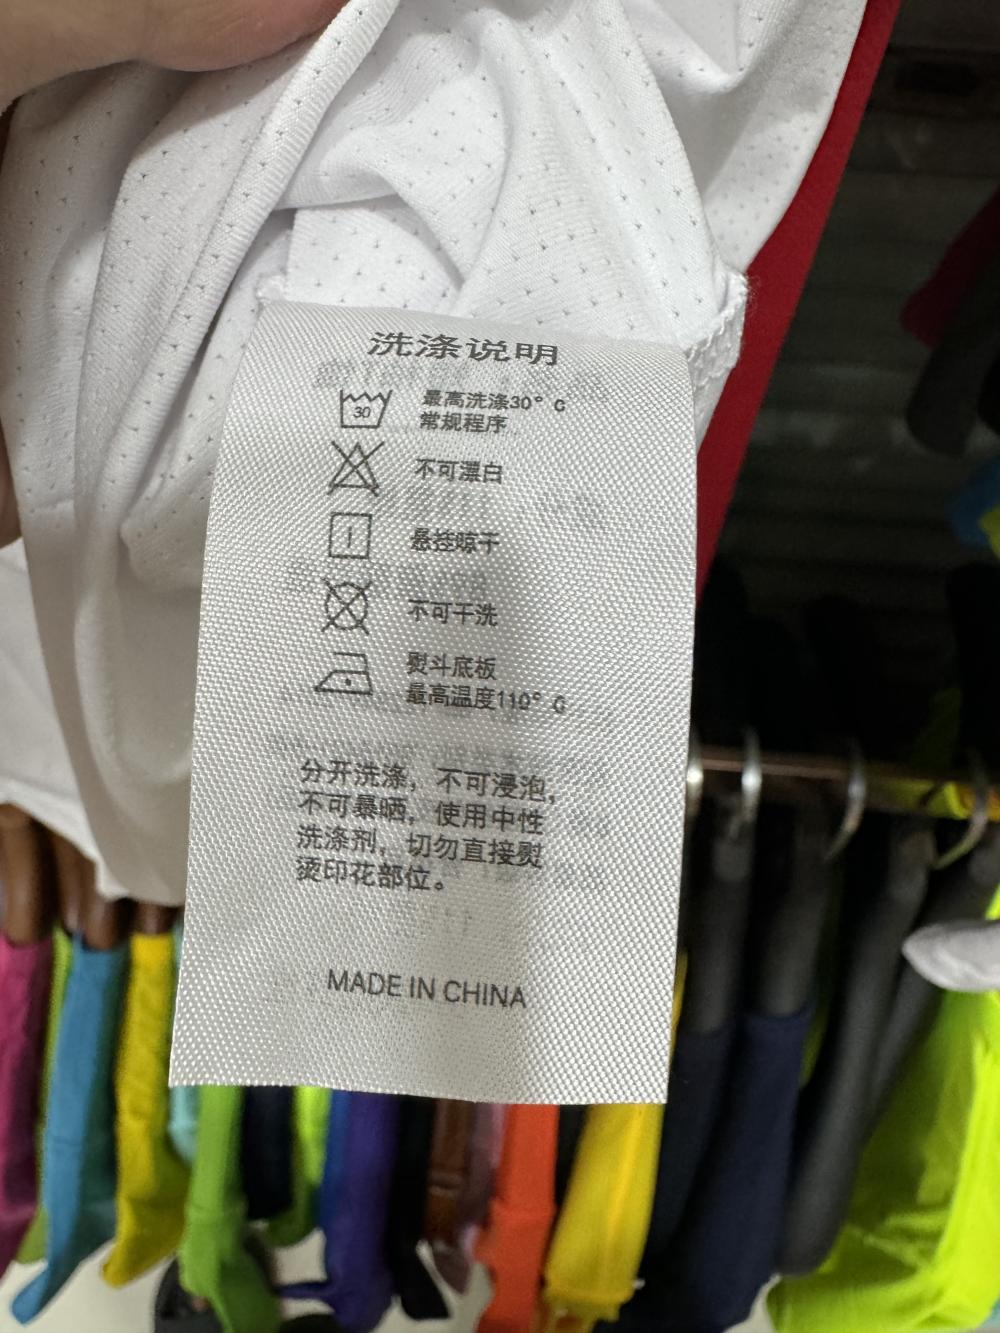 洗涤说明
30
最高洗涤30° C
常规程序
不可漂白
悬挂晾干
不可干洗
熨斗底板
最高温度110° C
分开洗涤，不可浸泡，
不可暴晒，使用中性
洗涤剂，切勿直接熨
烫印花部位。
MADE IN CHINA